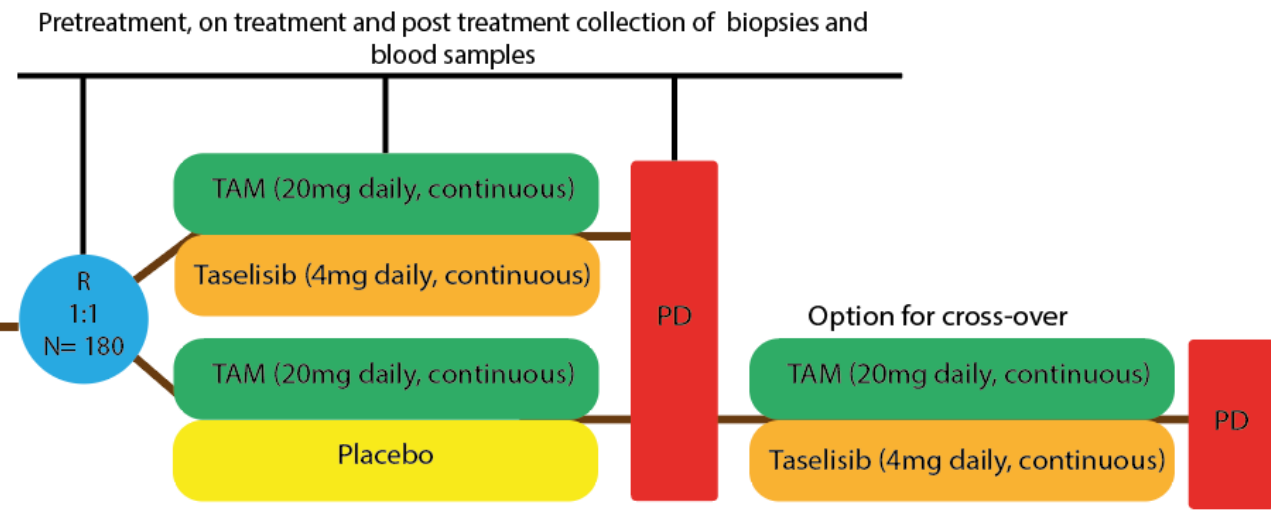 Pretreatment, on treatment and post treatment collection of biopsies and
blood samples
TAM (20mg daily, continuous)
Taselisib (4mg daily, continuous)
R
1:1
N= 180
PD
TAM (20mg daily, continuous)
Placebo
Option for cross-over
TAM (20mg daily, continuous)
Taselisib (4mg daily, continuous)
PD